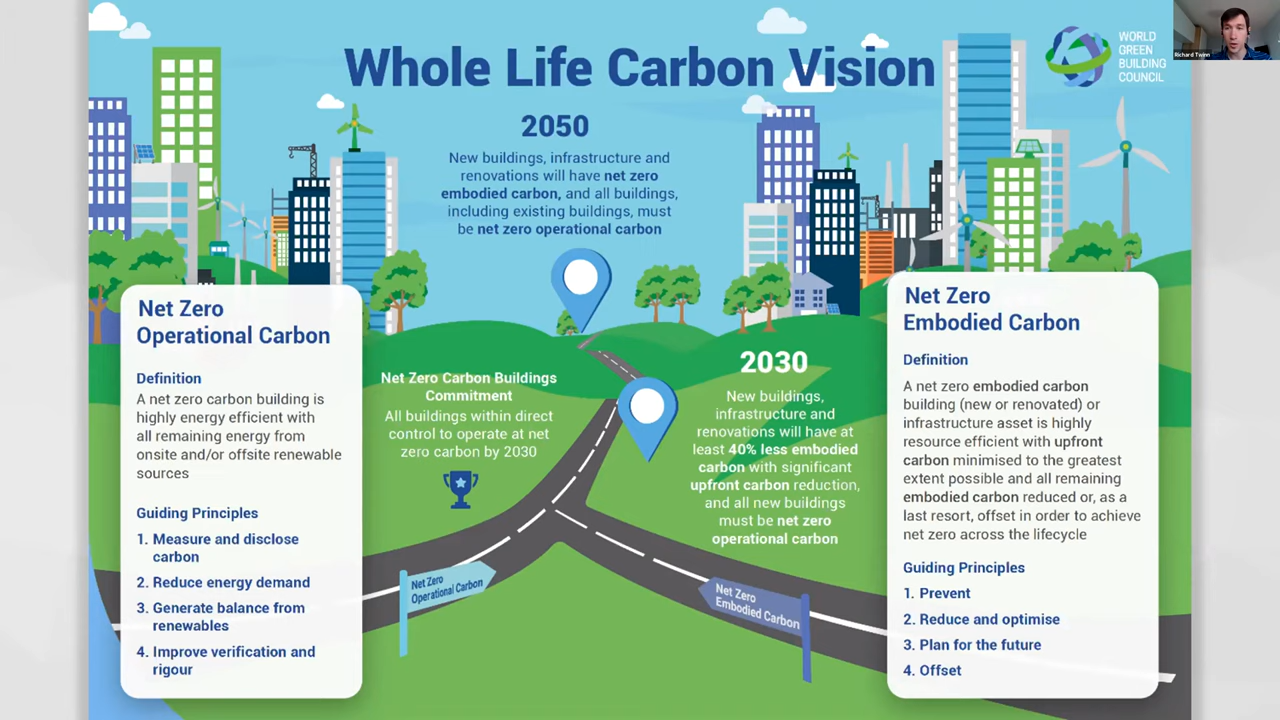 Whole Life Carbon Vision
WORLD
GREEN
BUILDING
COUNCIL
Richard Twinn
2050
New buildings, infrastructure and
renovations will have net zero
embodied carbon, and all buildings,
including existing buildings, must
be net zero operational carbon
Net Zero
Operational Carbon
Definition
A net zero carbon building is
highly energy efficient with
all remaining energy from
onsite and/or offsite renewable
sources
Guiding Principles
1. Measure and disclose
carbon
2. Reduce energy demand
3. Generate balance from
renewables
4. Improve verification and
rigour
Net Zero Carbon Buildings
Commitment
All buildings within direct
control to operate at net
zero carbon by 2030
2030
New buildings,
infrastructure and
renovations will have at
least 40% less embodied
carbon with significant
upfront carbon reduction,
and all new buildings
must be net zero
operational carbon
Net Zero
Operational Carbon
Net Zero
Embodied Carbon
Net Zero
Embodied Carbon
Definition
A net zero embodied carbon
building (new or renovated) or
infrastructure asset is highly
resource efficient with upfront
carbon minimised to the greatest
extent possible and all remaining
embodied carbon reduced or, as a
last resort, offset in order to achieve
net zero across the lifecycle
Guiding Principles
1. Prevent
2. Reduce and optimise
3. Plan for the future
4. Offset